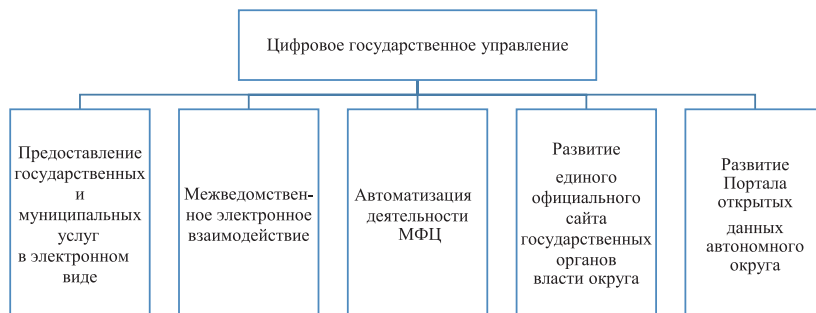 Цифровое государственное управление
Предоставление
государственных
и
муниципальных
услуг
в электронном
виде
Межведомствен-
ное электронное
взаимодействие
Автоматизация
деятельности
МФЦ
Развитие
единого
официального
сайта
государственных
органов
власти округа
Развитие
Портала
открытых
данных
автономного
округа